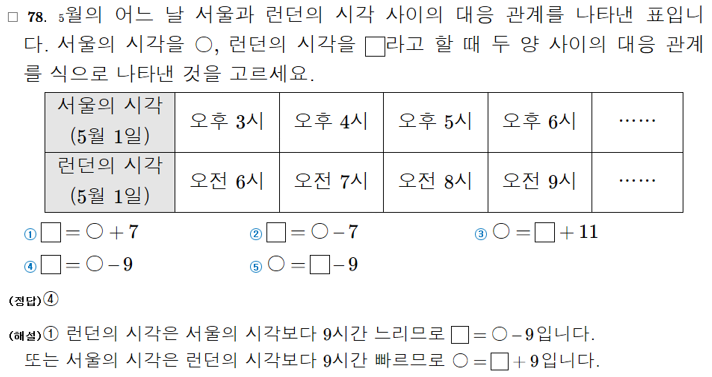 □ 78. 5월의 어느 날 서울과 런던의 시각 사이의 대응 관계를 나타낸 표입니
다. 서울의 시각을 ○, 런던의 시각을 □라고 할 때 두 양 사이의 대응 관계
를 식으로 나타낸 것을 고르세요.
서울의 시각 (5월 1일) 오후 3시 오후 4시 오후 5시 오후 6시 ……
런던의 시각 (5월 1일) 오전 6시 오전 7시 오전 8시 오전 9시 ……
① □ = ○ + 7 ② □ = ○ - 7 ③ ○ = □ + 11
④ □ = ○ - 9 ⑤ ○ = □ - 9
(정답)④
(해설)① 런던의 시각은 서울의 시각보다 9시간 느리므로 □ = ○ - 9입니다.
또는 서울의 시각은 런던의 시각보다 9시간 빠르므로 ○ = □ + 9입니다.